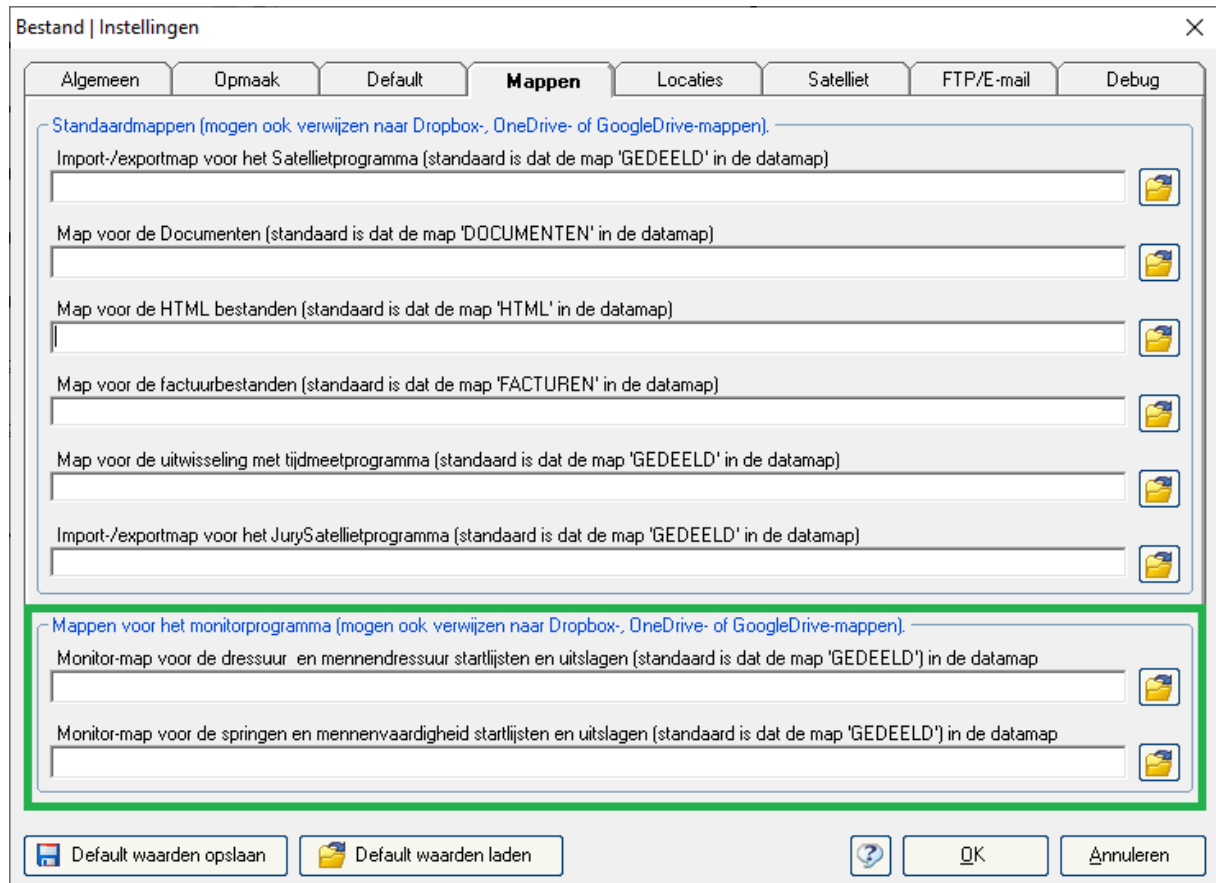 Bestand | Instellingen
Algemeen Opmaak Default Mappen Locaties Satelliet FTP/E-mail Debug
Standaardmappen (mogen ook verwijzen naar Dropbox-, OneDrive- of GoogleDrive-mappen).
Import-/exportmap voor het Satellietprogramma (standaard is dat de map 'GEDEELD' in de datamap)
Map voor de Documenten (standaard is dat de map 'DOCUMENTEN' in de datamap)
Map voor de HTML bestanden (standaard is dat de map 'HTML' in de datamap)
Map voor de factuurbestanden (standaard is dat de map 'FACTUREN' in de datamap)
Map voor de uitwisseling met tijdmeetprogramma (standaard is dat de map 'GEDEELD' in de datamap)
Import-/exportmap voor het JurySatellietprogramma (standaard is dat de map 'GEDEELD' in de datamap)
Mappen voor het monitorprogramma (mogen ook verwijzen naar Dropbox-, OneDrive- of GoogleDrive-mappen).
Monitor-map voor de dressuur en mennendressuur startlijsten en uitslagen (standaard is dat de map 'GEDEELD') in de datamap
Monitor-map voor de springen en mennenvaardigheid startlijsten en uitslagen (standaard is dat de map 'GEDEELD') in de datamap
Default waarden opslaan Default waarden laden ? OK Annuleren